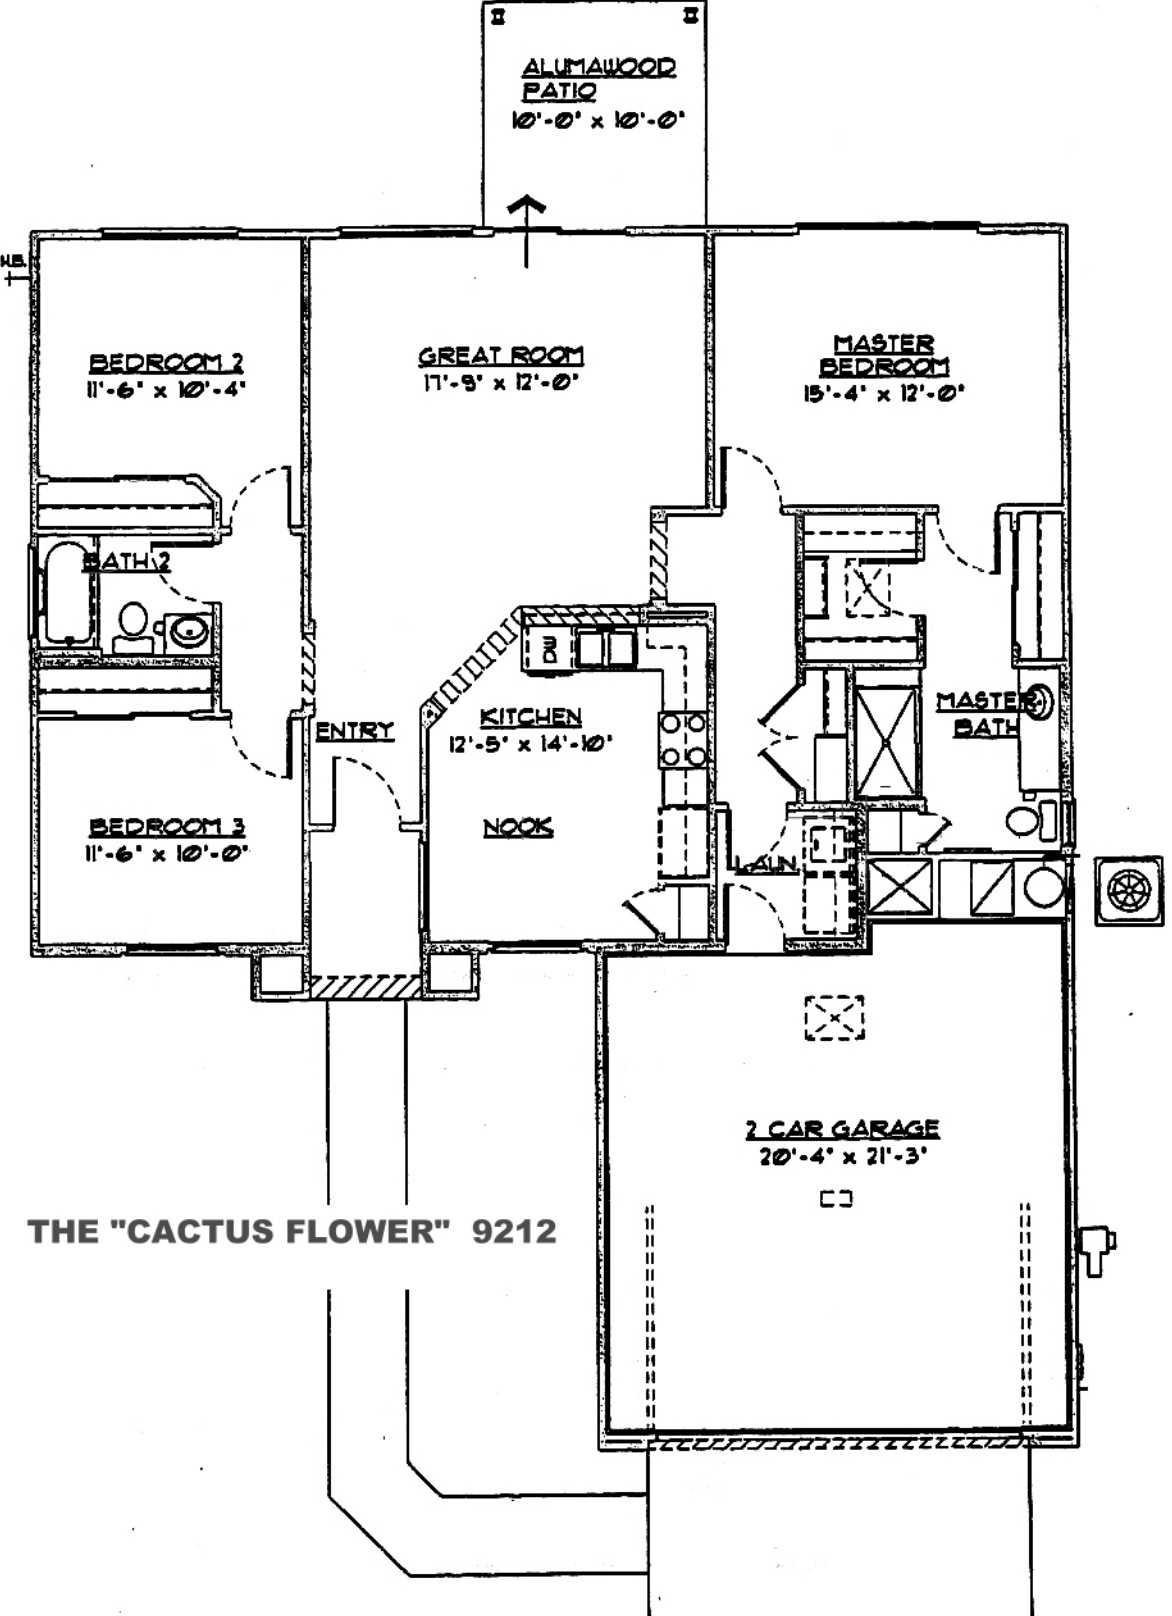 ALUMAWOOD
PATIO
10'-0" x 10'-0"
H.B.
BEDROOM 2
11'-6" x 10'-4"
GREAT ROOM
17'-9" x 12'-0"
MASTER
BEDROOM
15'-4" x 12'-0"
BATH 2
DW
KITCHEN
12'-5" x 14'-10"
ENTRY
MASTER
BATH
BEDROOM 3
11'-6" x 10'-0"
NOOK
LAUN.
2 CAR GARAGE
20'-4" x 21'-3"
THE "CACTUS FLOWER" 9212